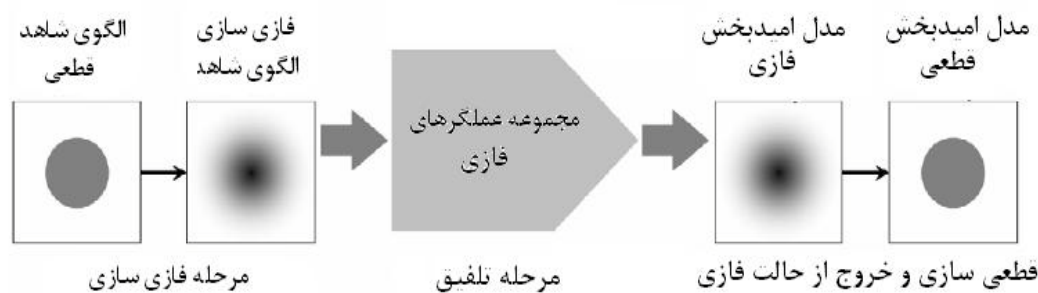 الگوی شاهد
قطعی
فازی سازی
الگوی شاهد
مجموعه عملگرهای
فازی
مدل امیدبخش
فازی
مدل امیدبخش
قطعی
مرحله فازی سازی
مرحله تلفیق
قطعی سازی و خروج از حالت فازی